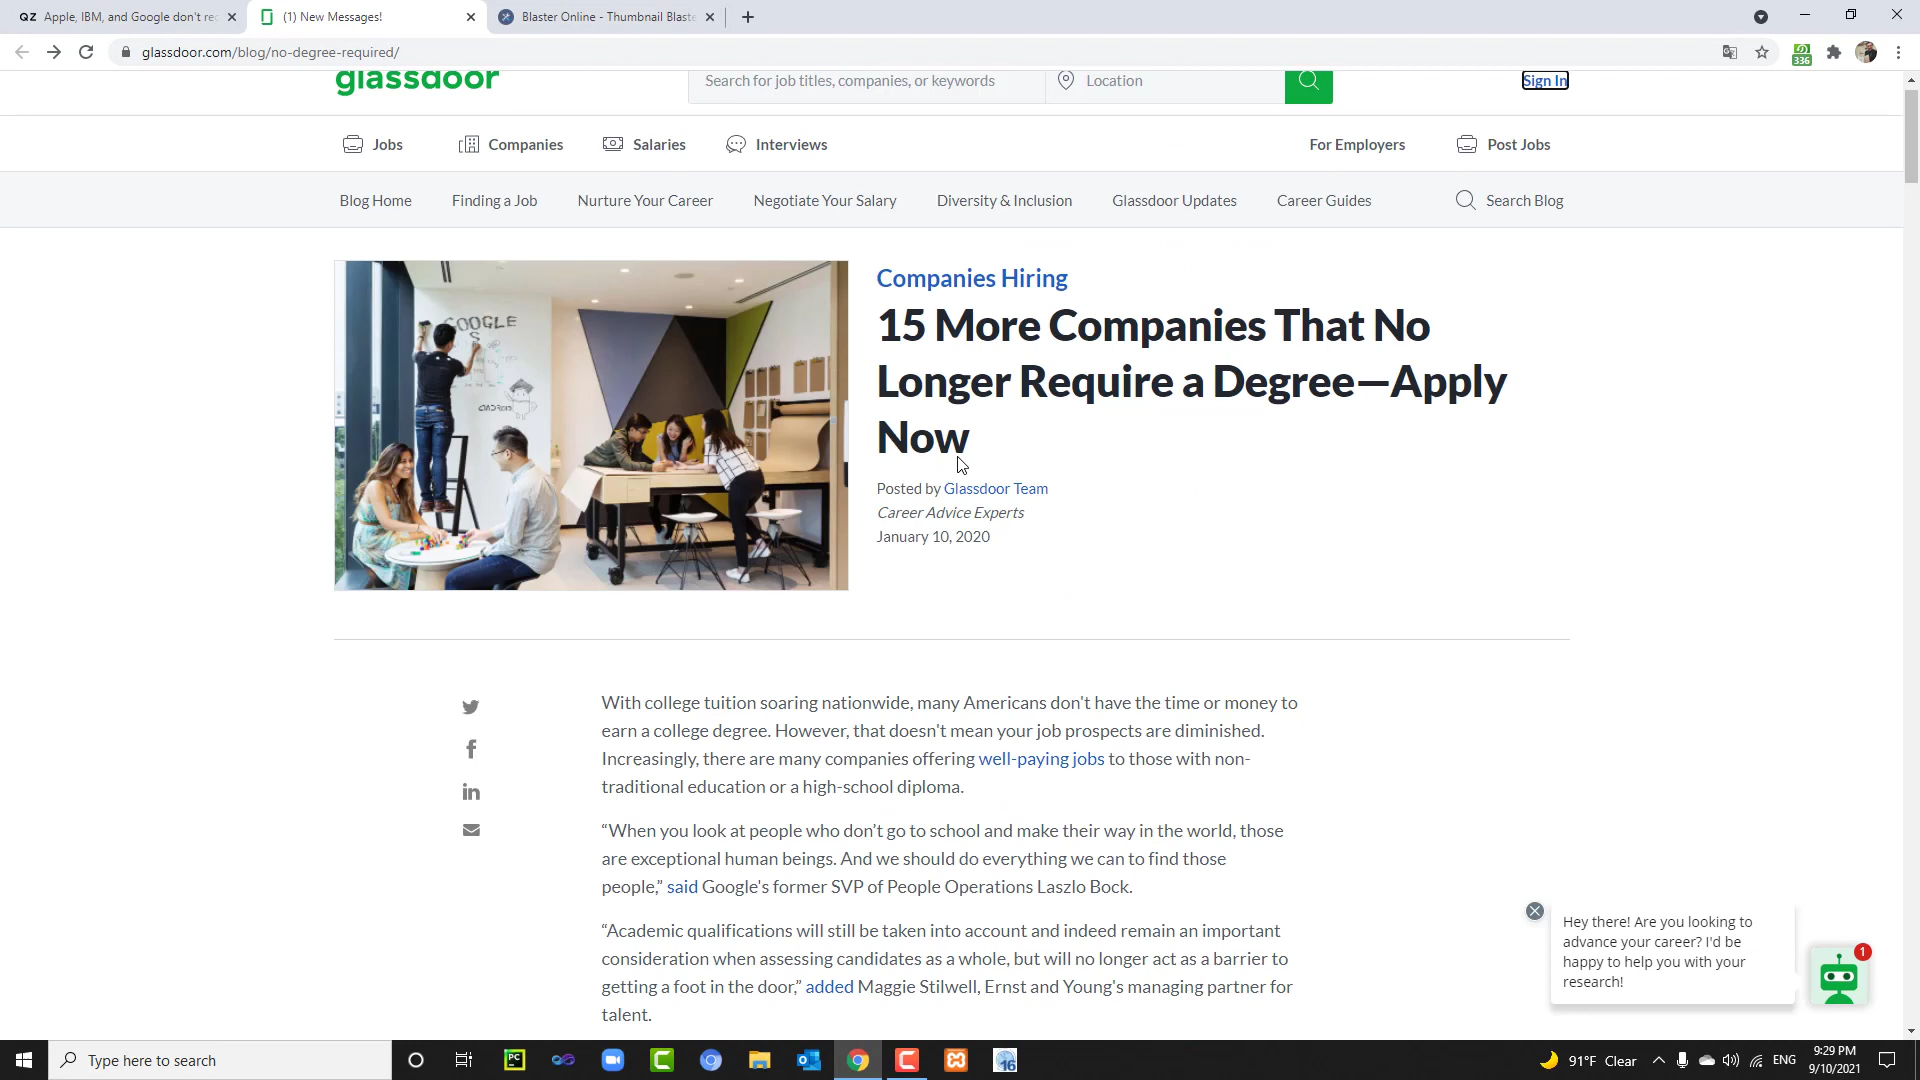 QZ Apple, IBM, and Google don't re
(1) New Messages!
Blaster Online - Thumbnail Blaste
glassdoor.com/blog/no-degree-required/
336
glassdoor
Search for job titles, companies, or keywords
Location
Sign In
Jobs
Companies
Salaries
Interviews
For Employers
Post Jobs
Blog Home
Finding a Job
Nurture Your Career
Negotiate Your Salary
Diversity & Inclusion
Glassdoor Updates
Career Guides
Search Blog
GOOGLE
S
ANDROID
Companies Hiring
15 More Companies That No
Longer Require a Degree—Apply
Now
Posted by Glassdoor Team
Career Advice Experts
January 10, 2020
With college tuition soaring nationwide, many Americans don't have the time or money to
earn a college degree. However, that doesn't mean your job prospects are diminished.
Increasingly, there are many companies offering well-paying jobs to those with non-
traditional education or a high-school diploma.
“When you look at people who don’t go to school and make their way in the world, those
are exceptional human beings. And we should do everything we can to find those
people,” said Google's former SVP of People Operations Laszlo Bock.
“Academic qualifications will still be taken into account and indeed remain an important
consideration when assessing candidates as a whole, but will no longer act as a barrier to
getting a foot in the door,” added Maggie Stilwell, Ernst and Young's managing partner for
talent.
Hey there! Are you looking to
advance your career? I'd be
happy to help you with your
research!
1
Type here to search
PC
16
91°F Clear
ENG
9:29 PM
9/10/2021